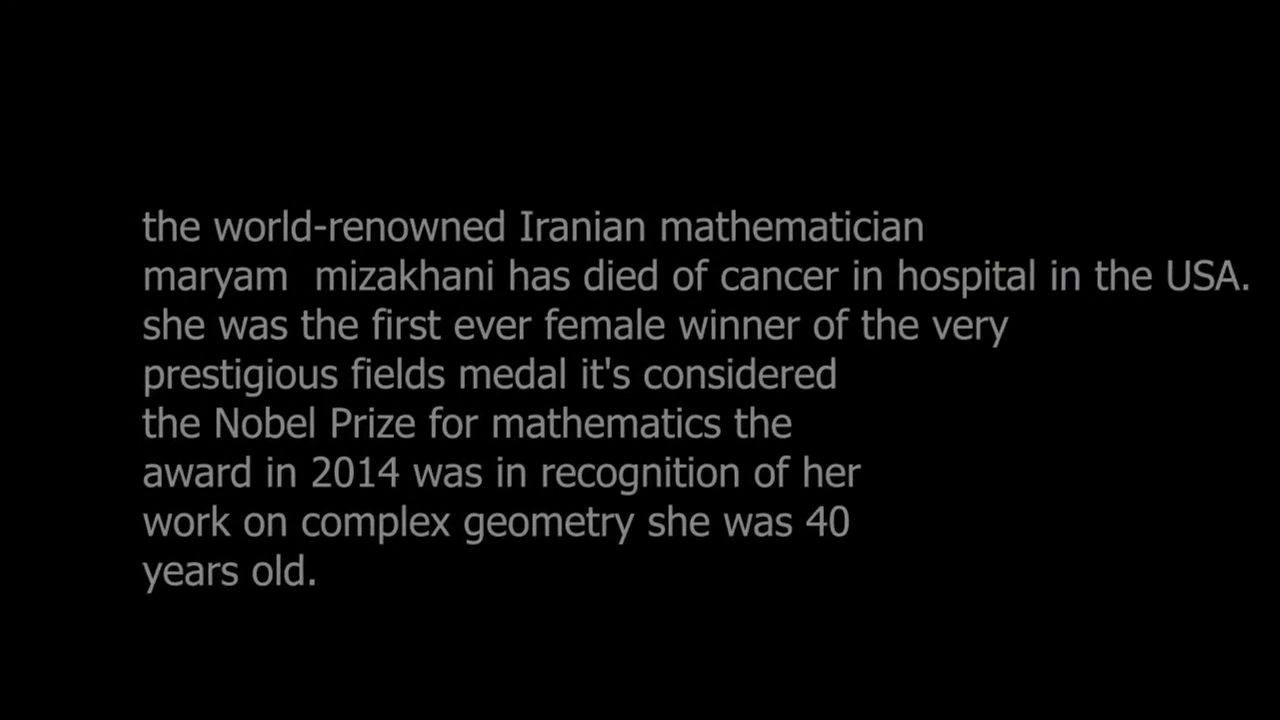 the world-renowned Iranian mathematician
maryam  mizakhani has died of cancer in hospital in the USA.
she was the first ever female winner of the very
prestigious fields medal it's considered
the Nobel Prize for mathematics the
award in 2014 was in recognition of her
work on complex geometry she was 40
years old.